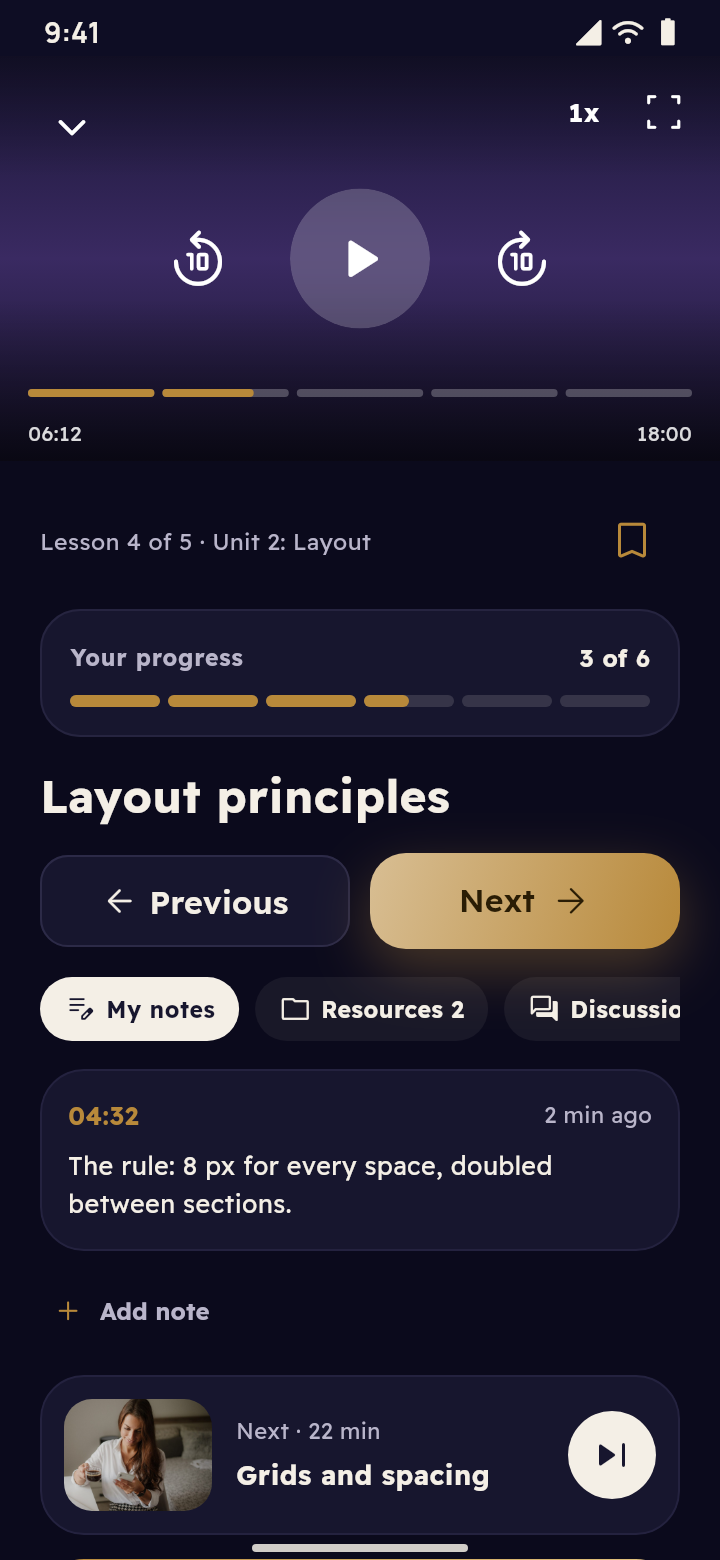 9:41
1x
10
10
06:12
18:00
Lesson 4 of 5 · Unit 2: Layout
Your progress
3 of 6
Layout principles
Previous
Next
My notes
Resources 2
Discussio
04:32
2 min ago
The rule: 8 px for every space, doubled
between sections.
Add note
Next · 22 min
Grids and spacing